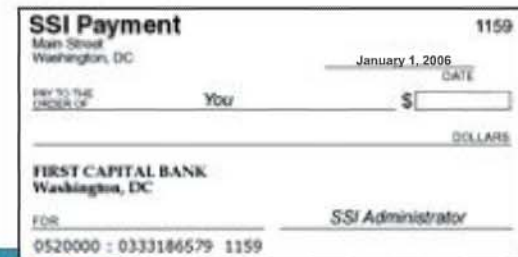 SSI Payment 1159
Main Street
Washington, DC
January 1, 2006
DATE
PAY TO THE
ORDER OF You $
DOLLARS
FIRST CAPITAL BANK
Washington, DC
FOR SSI Administrator
0520000 : 0333186579 1159